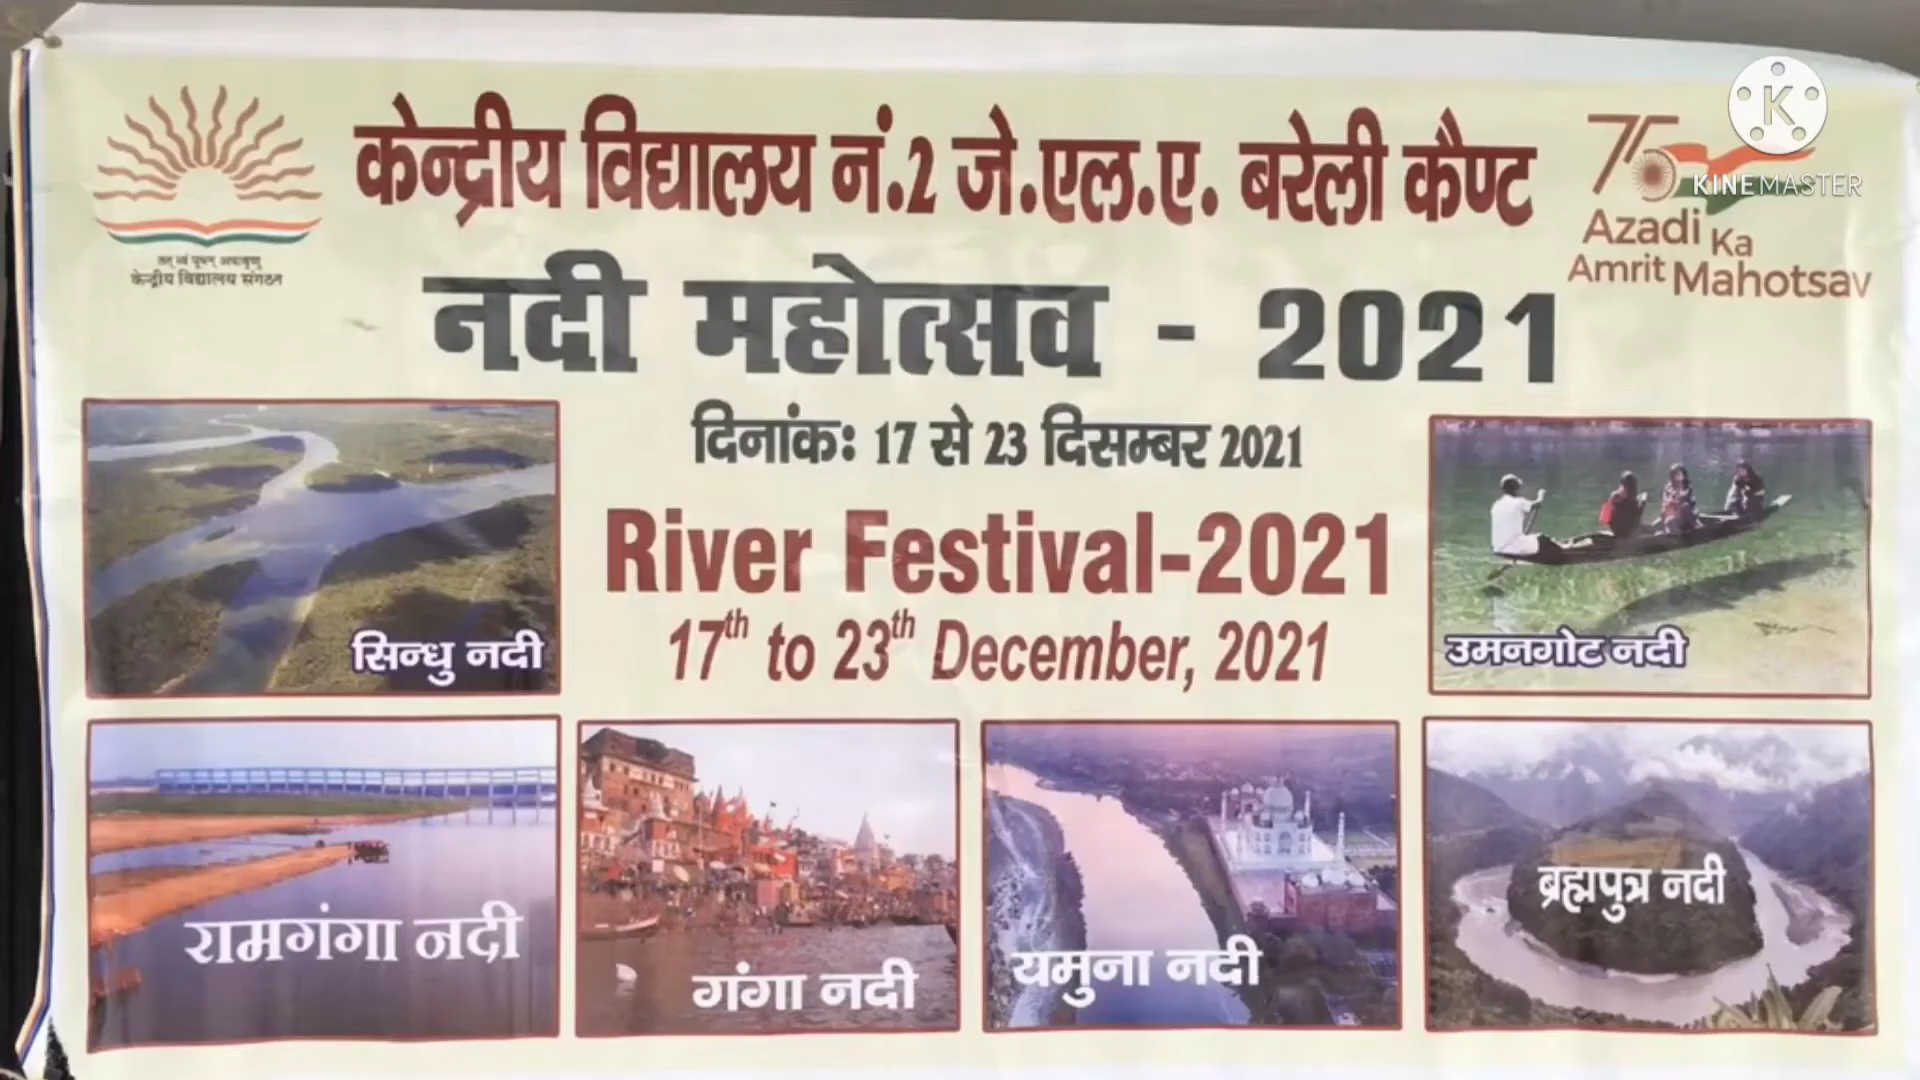 केन्द्रीय विद्यालय नं.2 जे.एल.ए. बरेली कैण्ट
केन्द्रीय विद्यालय संगठन
75
Azadi Ka
Amrit Mahotsav
K
KINEMASTER
नदी महोत्सव - 2021
दिनांकः 17 से 23 दिसम्बर 2021
River Festival-2021
17th to 23th December, 2021
सिन्धु नदी
उमनगोट नदी
रामगंगा नदी
गंगा नदी
यमुना नदी
ब्रह्मपुत्र नदी